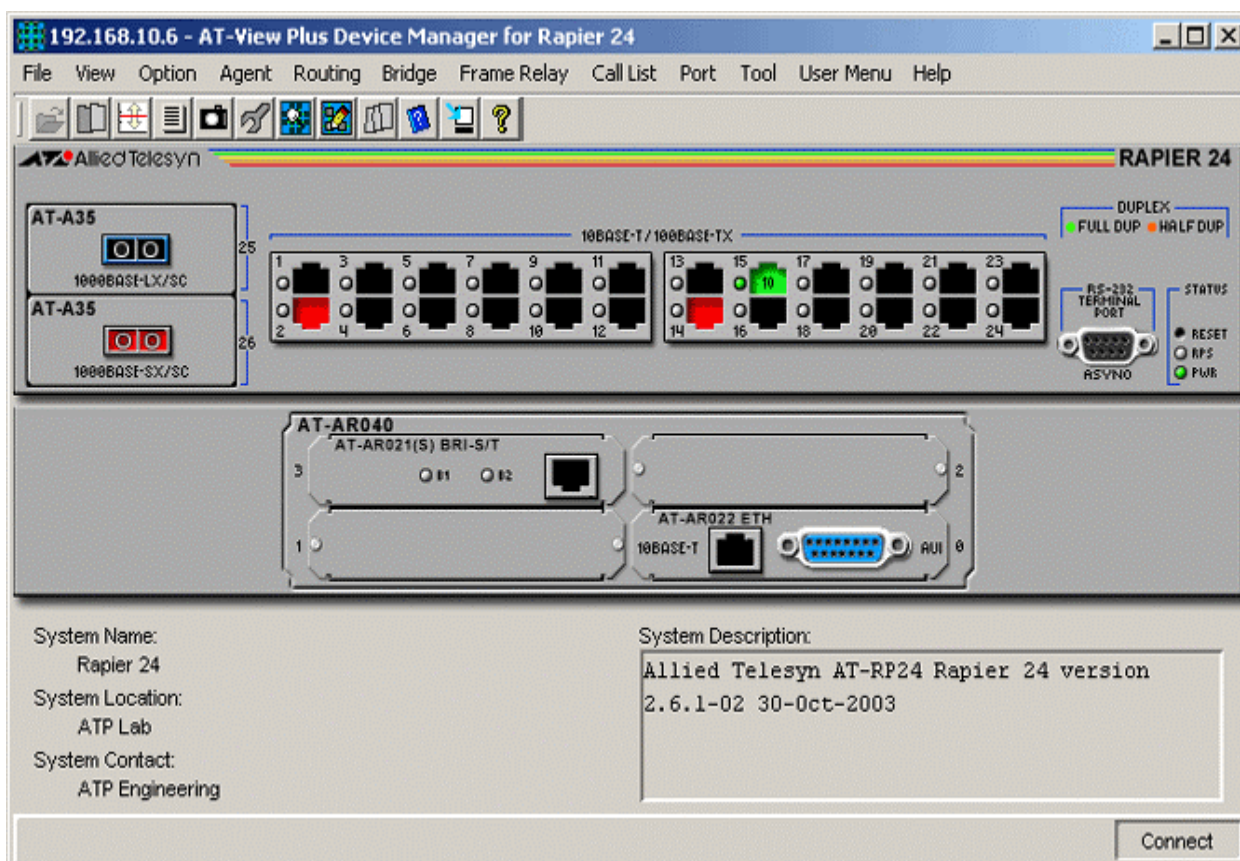 192.168.10.6 - AT-View Plus Device Manager for Rapier 24
File View Option Agent Routing Bridge Frame Relay Call List Port Tool User Menu Help
Allied Telesyn
RAPIER 24
AT-A35
1000BASE-LX/SC
25
AT-A35
1000BASE-SX/SC
26
10BASE-T/100BASE-TX
1 3 5 7 9 11 13 15 17 19 21 23
10
2 4 6 8 10 12 14 16 18 20 22 24
DUPLEX
FULL DUP HALF DUP
RS-232
TERMINAL
PORT
ASYNO
STATUS
RESET
RPS
PWR
AT-AR040
AT-AR021(S) BRI-S/T
3
B1 B2
2
1
AT-AR022 ETH
10BASE-T
AUI 0
System Name:
Rapier 24
System Location:
ATP Lab
System Contact:
ATP Engineering
System Description:
Allied Telesyn AT-RP24 Rapier 24 version
2.6.1-02 30-Oct-2003
Connect